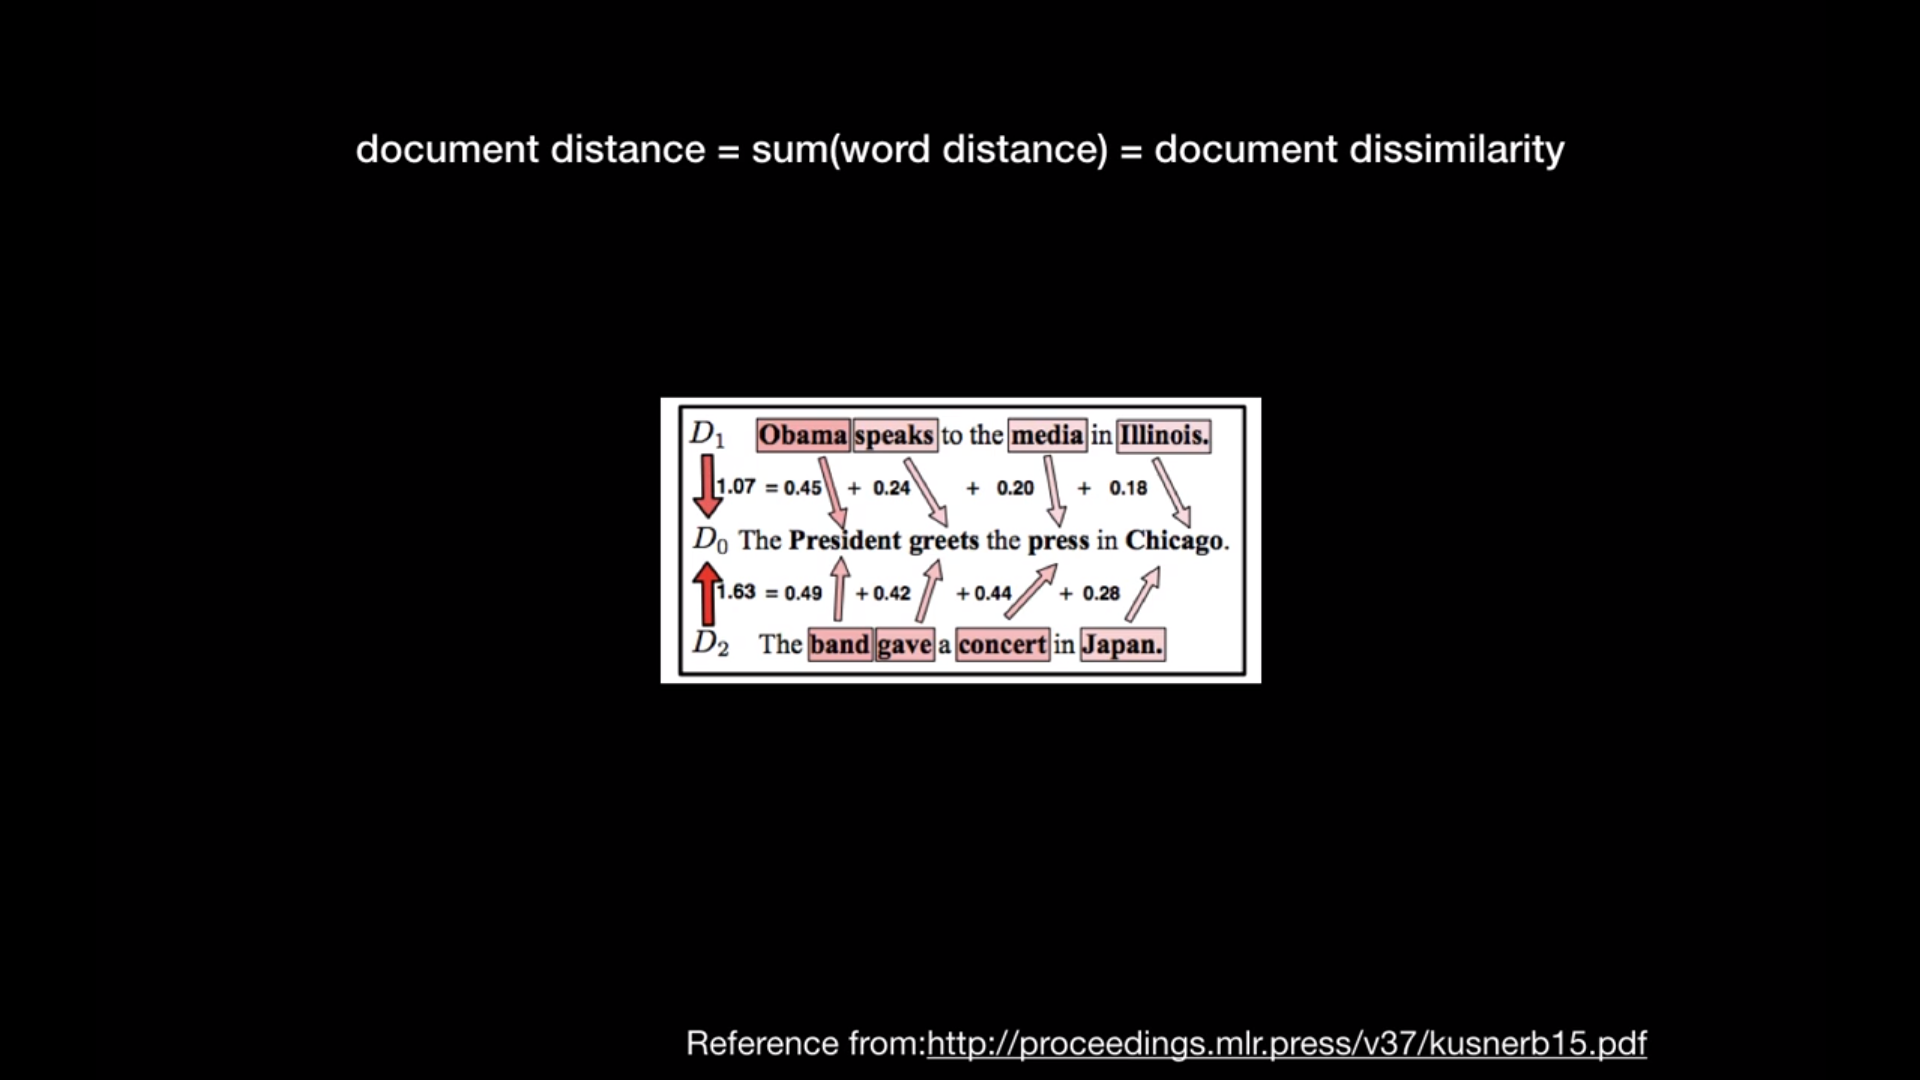 document distance = sum(word distance) = document dissimilarity
D1 Obama speaks to the media in Illinois.
1.07 = 0.45 + 0.24 + 0.20 + 0.18
D0 The President greets the press in Chicago.
1.63 = 0.49 + 0.42 + 0.44 + 0.28
D2 The band gave a concert in Japan.
Reference from:http://proceedings.mlr.press/v37/kusnerb15.pdf